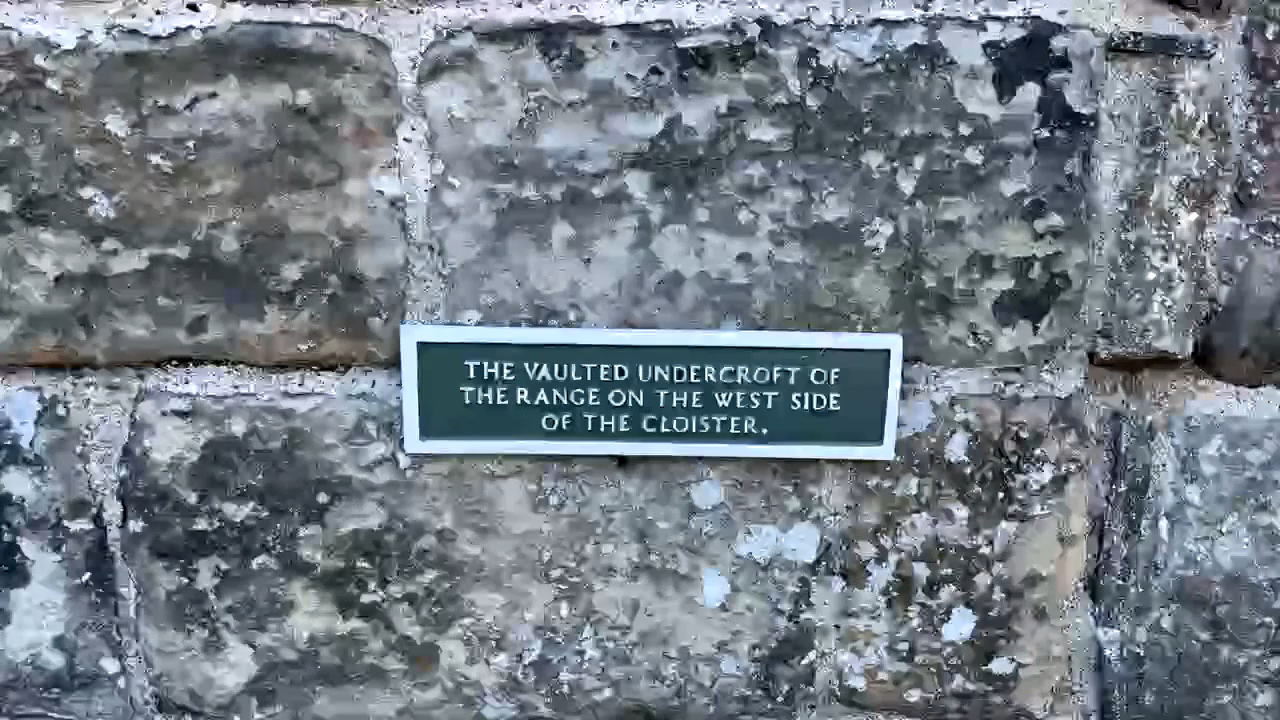 THE VAULTED UNDERCROFT OF
THE RANGE ON THE WEST SIDE
OF THE CLOISTER.